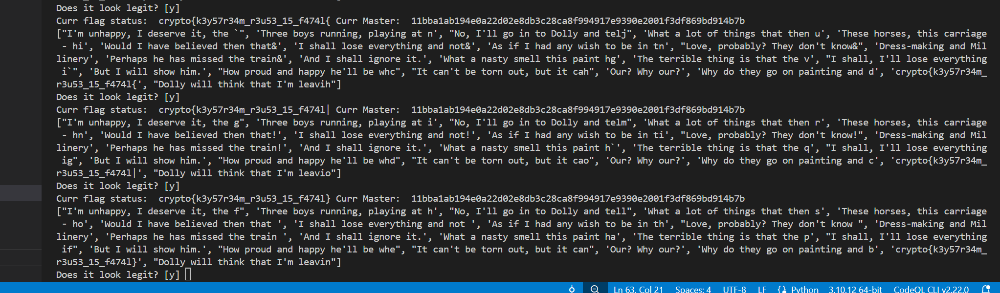 Does it look legit? [y]
Curr flag status:  crypto{k3y57r34m_r3u53_15_f474l{ Curr Master:  11bba1ab194e0a22d02e8db3c28ca8f994917e9390e2001f3df869bd914b7b
["I'm unhappy, I deserve it, the `", 'Three boys running, playing at n', "No, I'll go in to Dolly and telj", 'What a lot of things that then u', 'These horses, this carriage
 - hi', 'Would I have believed then that&', 'I shall lose everything and not&', 'As if I had any wish to be in tn', "Love, probably? They don't know&", 'Dress-making and Mil
linery', 'Perhaps he has missed the train&', 'And I shall ignore it.', 'What a nasty smell this paint hg', 'The terrible thing is that the v', "I shall, I'll lose everything
 i`", 'But I will show him.', "How proud and happy he'll be whc", "It can't be torn out, but it cah", 'Our? Why our?', 'Why do they go on painting and d', 'crypto{k3y57r34m_
r3u53_15_f474l{', "Dolly will think that I'm leavih"]
Does it look legit? [y]
Curr flag status:  crypto{k3y57r34m_r3u53_15_f474l| Curr Master:  11bba1ab194e0a22d02e8db3c28ca8f994917e9390e2001f3df869bd914b7b
["I'm unhappy, I deserve it, the g", 'Three boys running, playing at i', "No, I'll go in to Dolly and telm", 'What a lot of things that then r', 'These horses, this carriage
 - hn', 'Would I have believed then that!', 'I shall lose everything and not!', 'As if I had any wish to be in ti', "Love, probably? They don't know!", 'Dress-making and Mil
linery', 'Perhaps he has missed the train!', 'And I shall ignore it.', 'What a nasty smell this paint h`', 'The terrible thing is that the q', "I shall, I'll lose everything
 ig", 'But I will show him.', "How proud and happy he'll be whd", "It can't be torn out, but it cao", 'Our? Why our?', 'Why do they go on painting and c', 'crypto{k3y57r34m_
r3u53_15_f474l|', "Dolly will think that I'm leavio"]
Does it look legit? [y]
Curr flag status:  crypto{k3y57r34m_r3u53_15_f474l} Curr Master:  11bba1ab194e0a22d02e8db3c28ca8f994917e9390e2001f3df869bd914b7b
["I'm unhappy, I deserve it, the f", 'Three boys running, playing at h', "No, I'll go in to Dolly and tell", 'What a lot of things that then s', 'These horses, this carriage
 - ho', 'Would I have believed then that ', 'I shall lose everything and not ', 'As if I had any wish to be in th', "Love, probably? They don't know ", 'Dress-making and Mil
linery', 'Perhaps he has missed the train ', 'And I shall ignore it.', 'What a nasty smell this paint ha', 'The terrible thing is that the p', "I shall, I'll lose everything
 if", 'But I will show him.', "How proud and happy he'll be whe", "It can't be torn out, but it can", 'Our? Why our?', 'Why do they go on painting and b', 'crypto{k3y57r34m_
r3u53_15_f474l}', "Dolly will think that I'm leavin"]
Does it look legit? [y]
Ln 63, Col 21 Spaces: 4 UTF-8 LF Python 3.10.12 64-bit CodeQL CLI v2.22.0